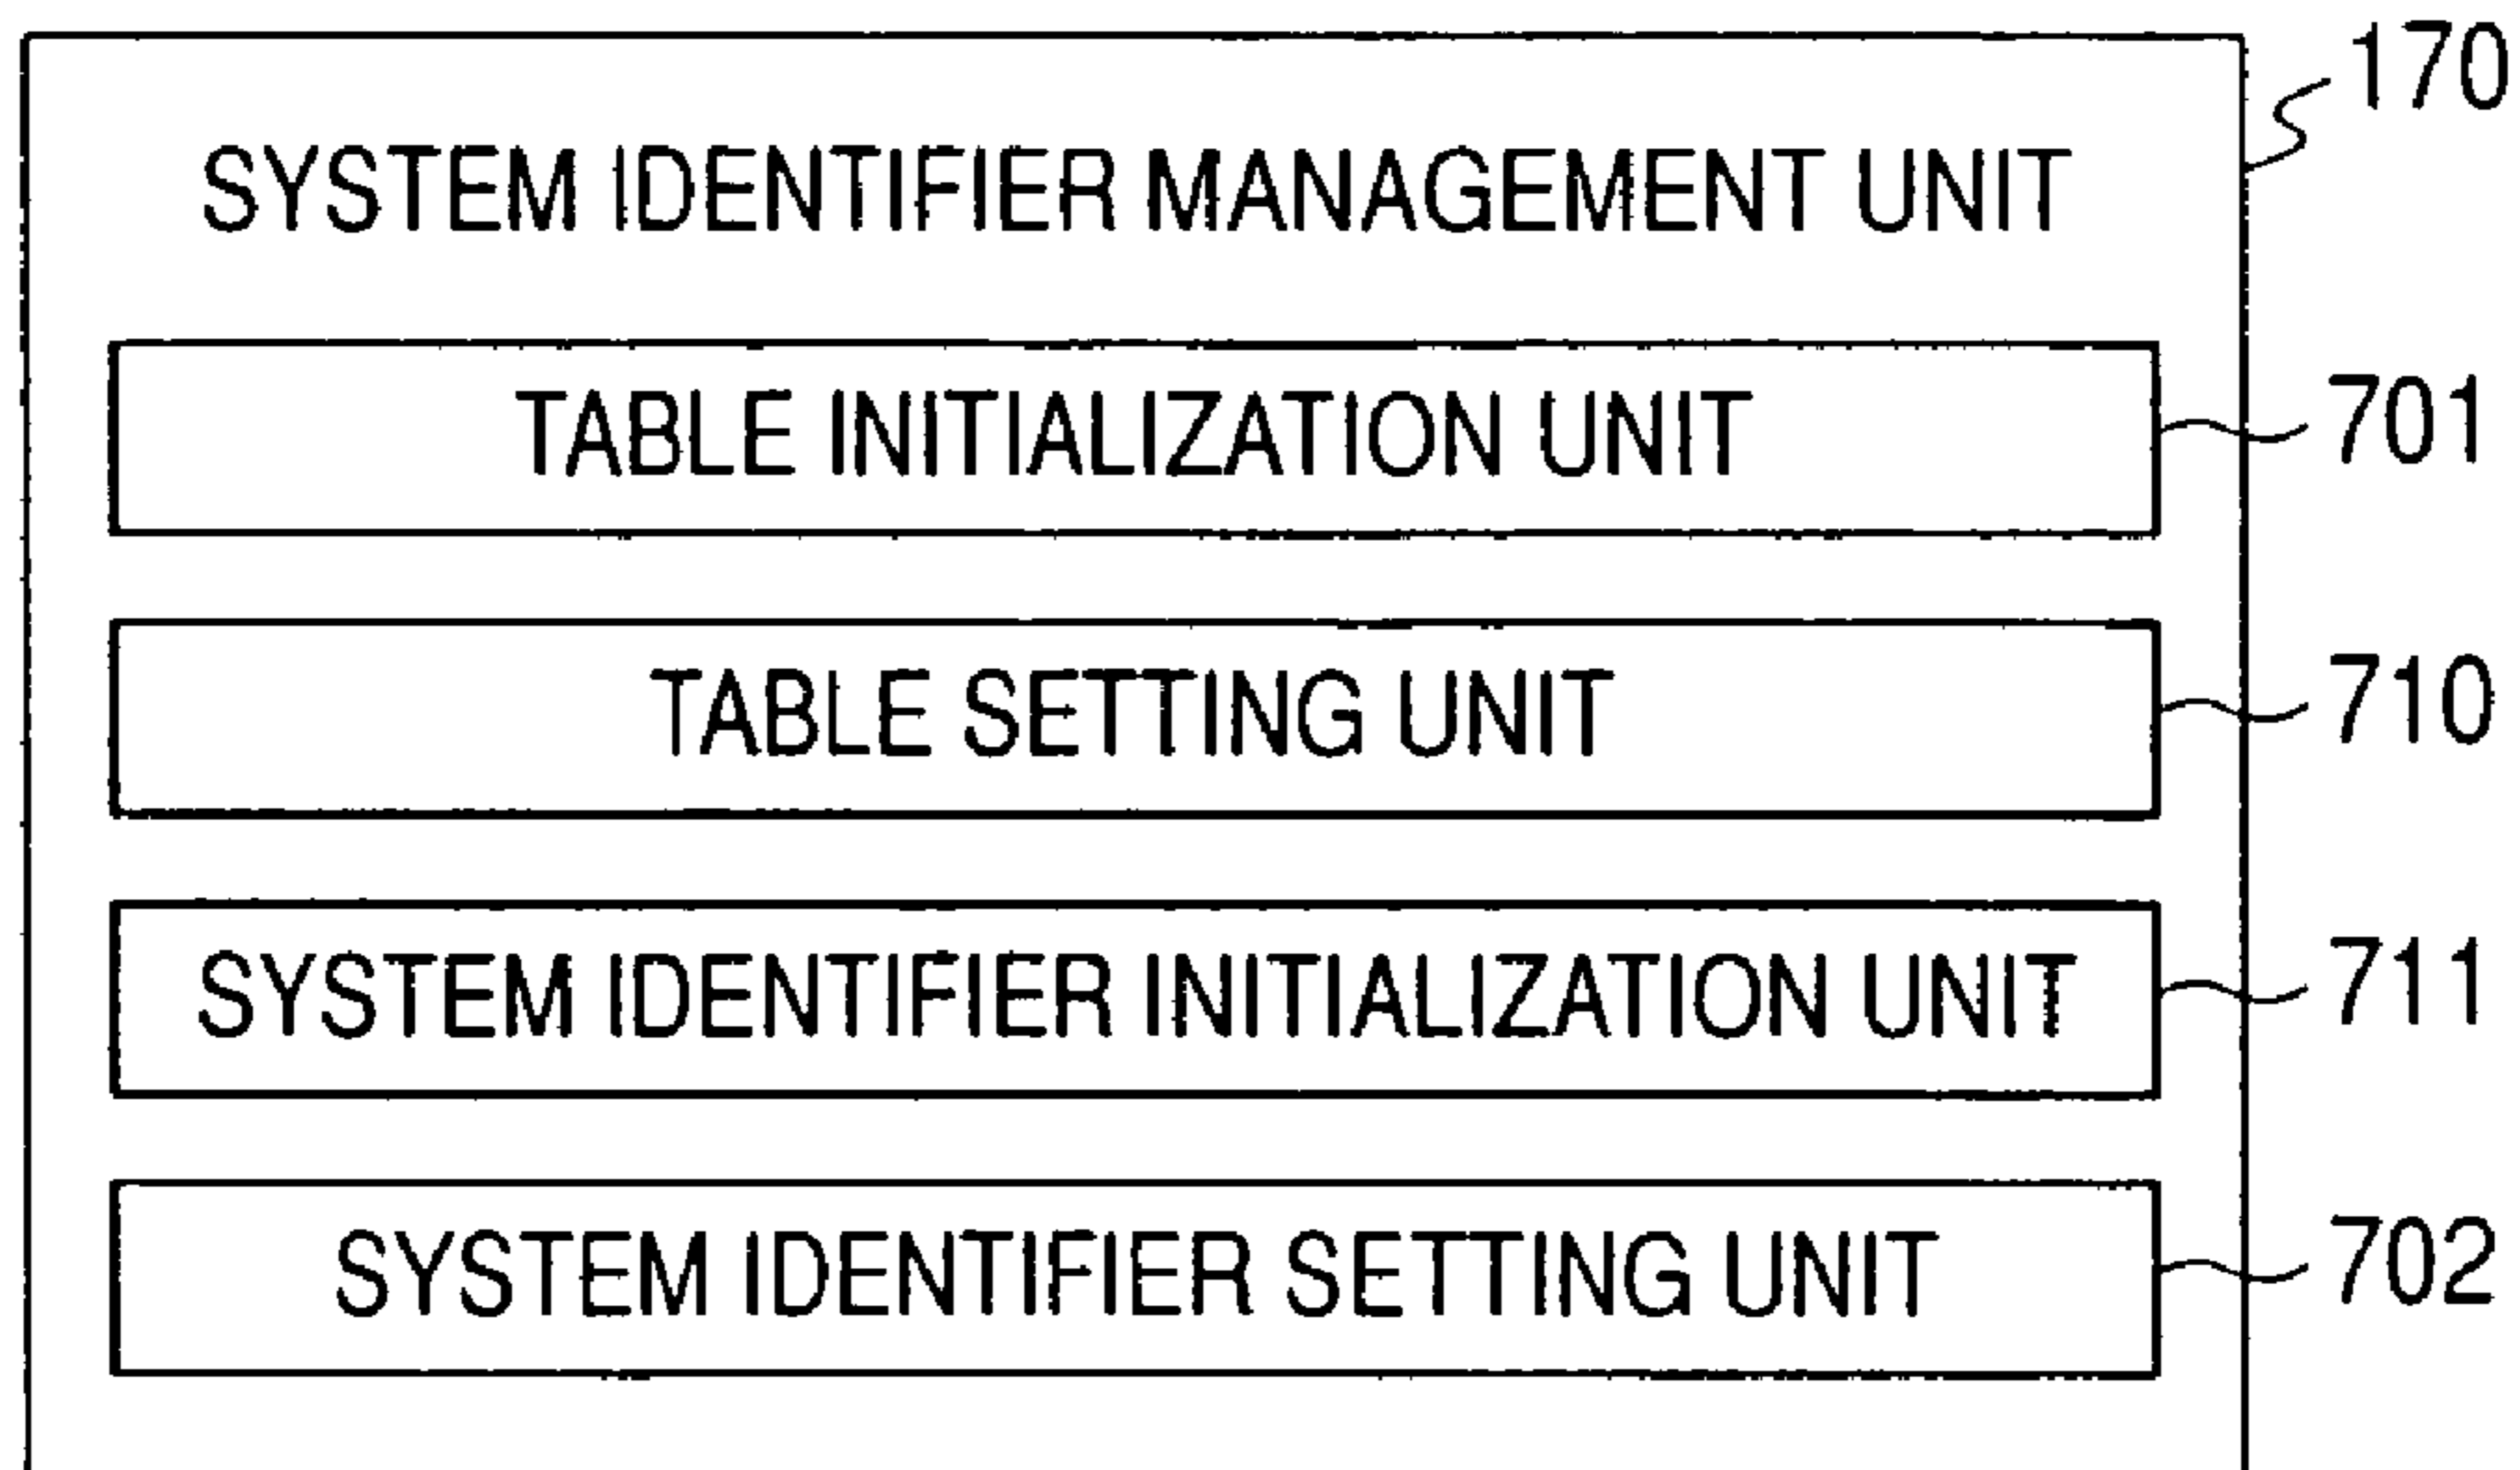 170
SYSTEM IDENTIFIER MANAGEMENT UNIT
TABLE INITIALIZATION UNIT 701
TABLE SETTING UNIT 710
SYSTEM IDENTIFIER INITIALIZATION UNIT 711
SYSTEM IDENTIFIER SETTING UNIT 702